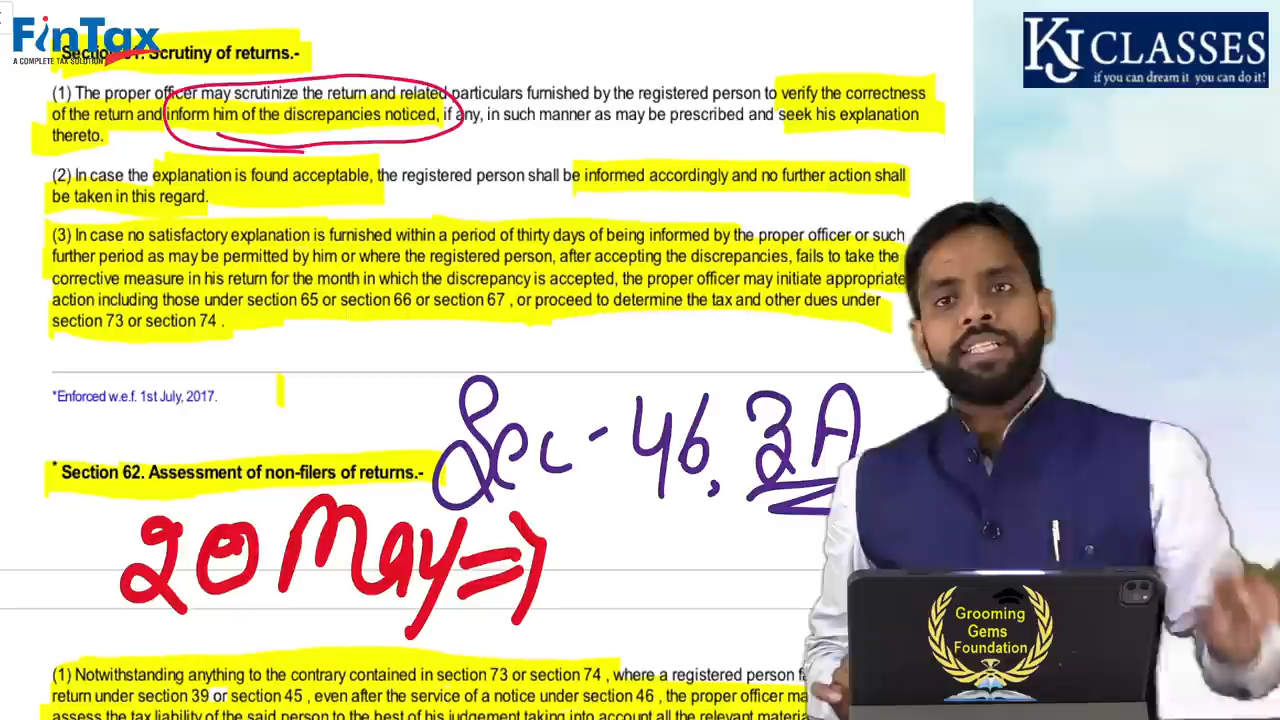 FinTax
A COMPLETE TAX SOLUTION
KJ CLASSES
if you can dream it you can do it!
Scrutiny of returns.-
(1) The proper officer may scrutinize the return and related particulars furnished by the registered person to verify the correctness
of the return and inform him of the discrepancies noticed, if any, in such manner as may be prescribed and seek his explanation
thereto.
(2) In case the explanation is found acceptable, the registered person shall be informed accordingly and no further action shall
be taken in this regard.
(3) In case no satisfactory explanation is furnished within a period of thirty days of being informed by the proper officer or such
further period as may be permitted by him or where the registered person, after accepting the discrepancies, fails to take the
corrective measure in his return for the month in which the discrepancy is accepted, the proper officer may initiate appropriate
action including those under section 65 or section 66 or section 67 , or proceed to determine the tax and other dues under
section 73 or section 74 .
*Enforced w.e.f. 1st July, 2017.
Sec - 46, 3A
* Section 62. Assessment of non-filers of returns.-
20 May =>
Grooming
Gems
Foundation
(1) Notwithstanding anything to the contrary contained in section 73 or section 74 , where a registered person
return under section 39 or section 45 , even after the service of a notice under section 46 , the proper officer
assess the tax liability of the said person to the best of his judgement taking into account all the relevant